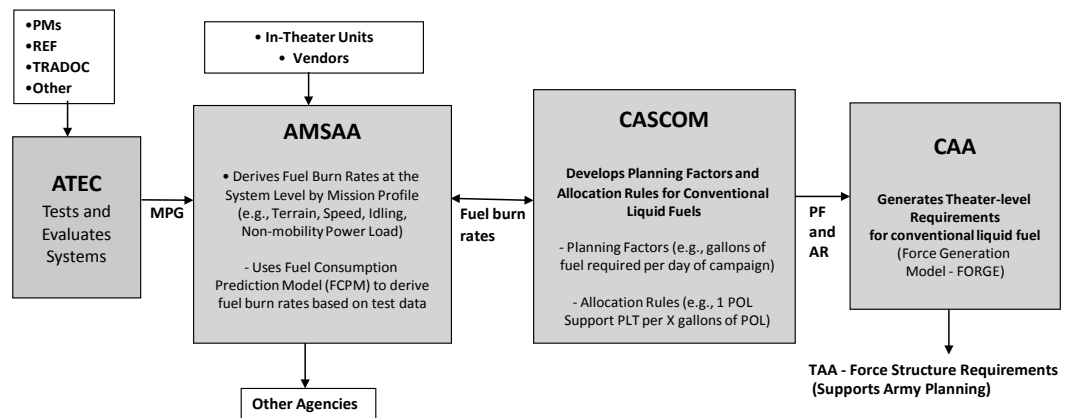 •PMs
•REF
•TRADOC
•Other
• In-Theater Units
• Vendors
ATEC
Tests and
Evaluates
Systems
MPG
AMSAA
• Derives Fuel Burn Rates at the
System Level by Mission Profile
(e.g., Terrain, Speed, Idling,
Non-mobility Power Load)
- Uses Fuel Consumption
Prediction Model (FCPM) to derive
fuel burn rates based on test data
Other Agencies
Fuel burn
rates
CASCOM
Develops Planning Factors and
Allocation Rules for Conventional
Liquid Fuels
- Planning Factors (e.g., gallons of
fuel required per day of campaign)
- Allocation Rules (e.g., 1 POL
Support PLT per X gallons of POL)
PF
and
AR
CAA
Generates Theater-level
Requirements
for conventional liquid fuel
(Force Generation
Model - FORGE)
TAA - Force Structure Requirements
(Supports Army Planning)